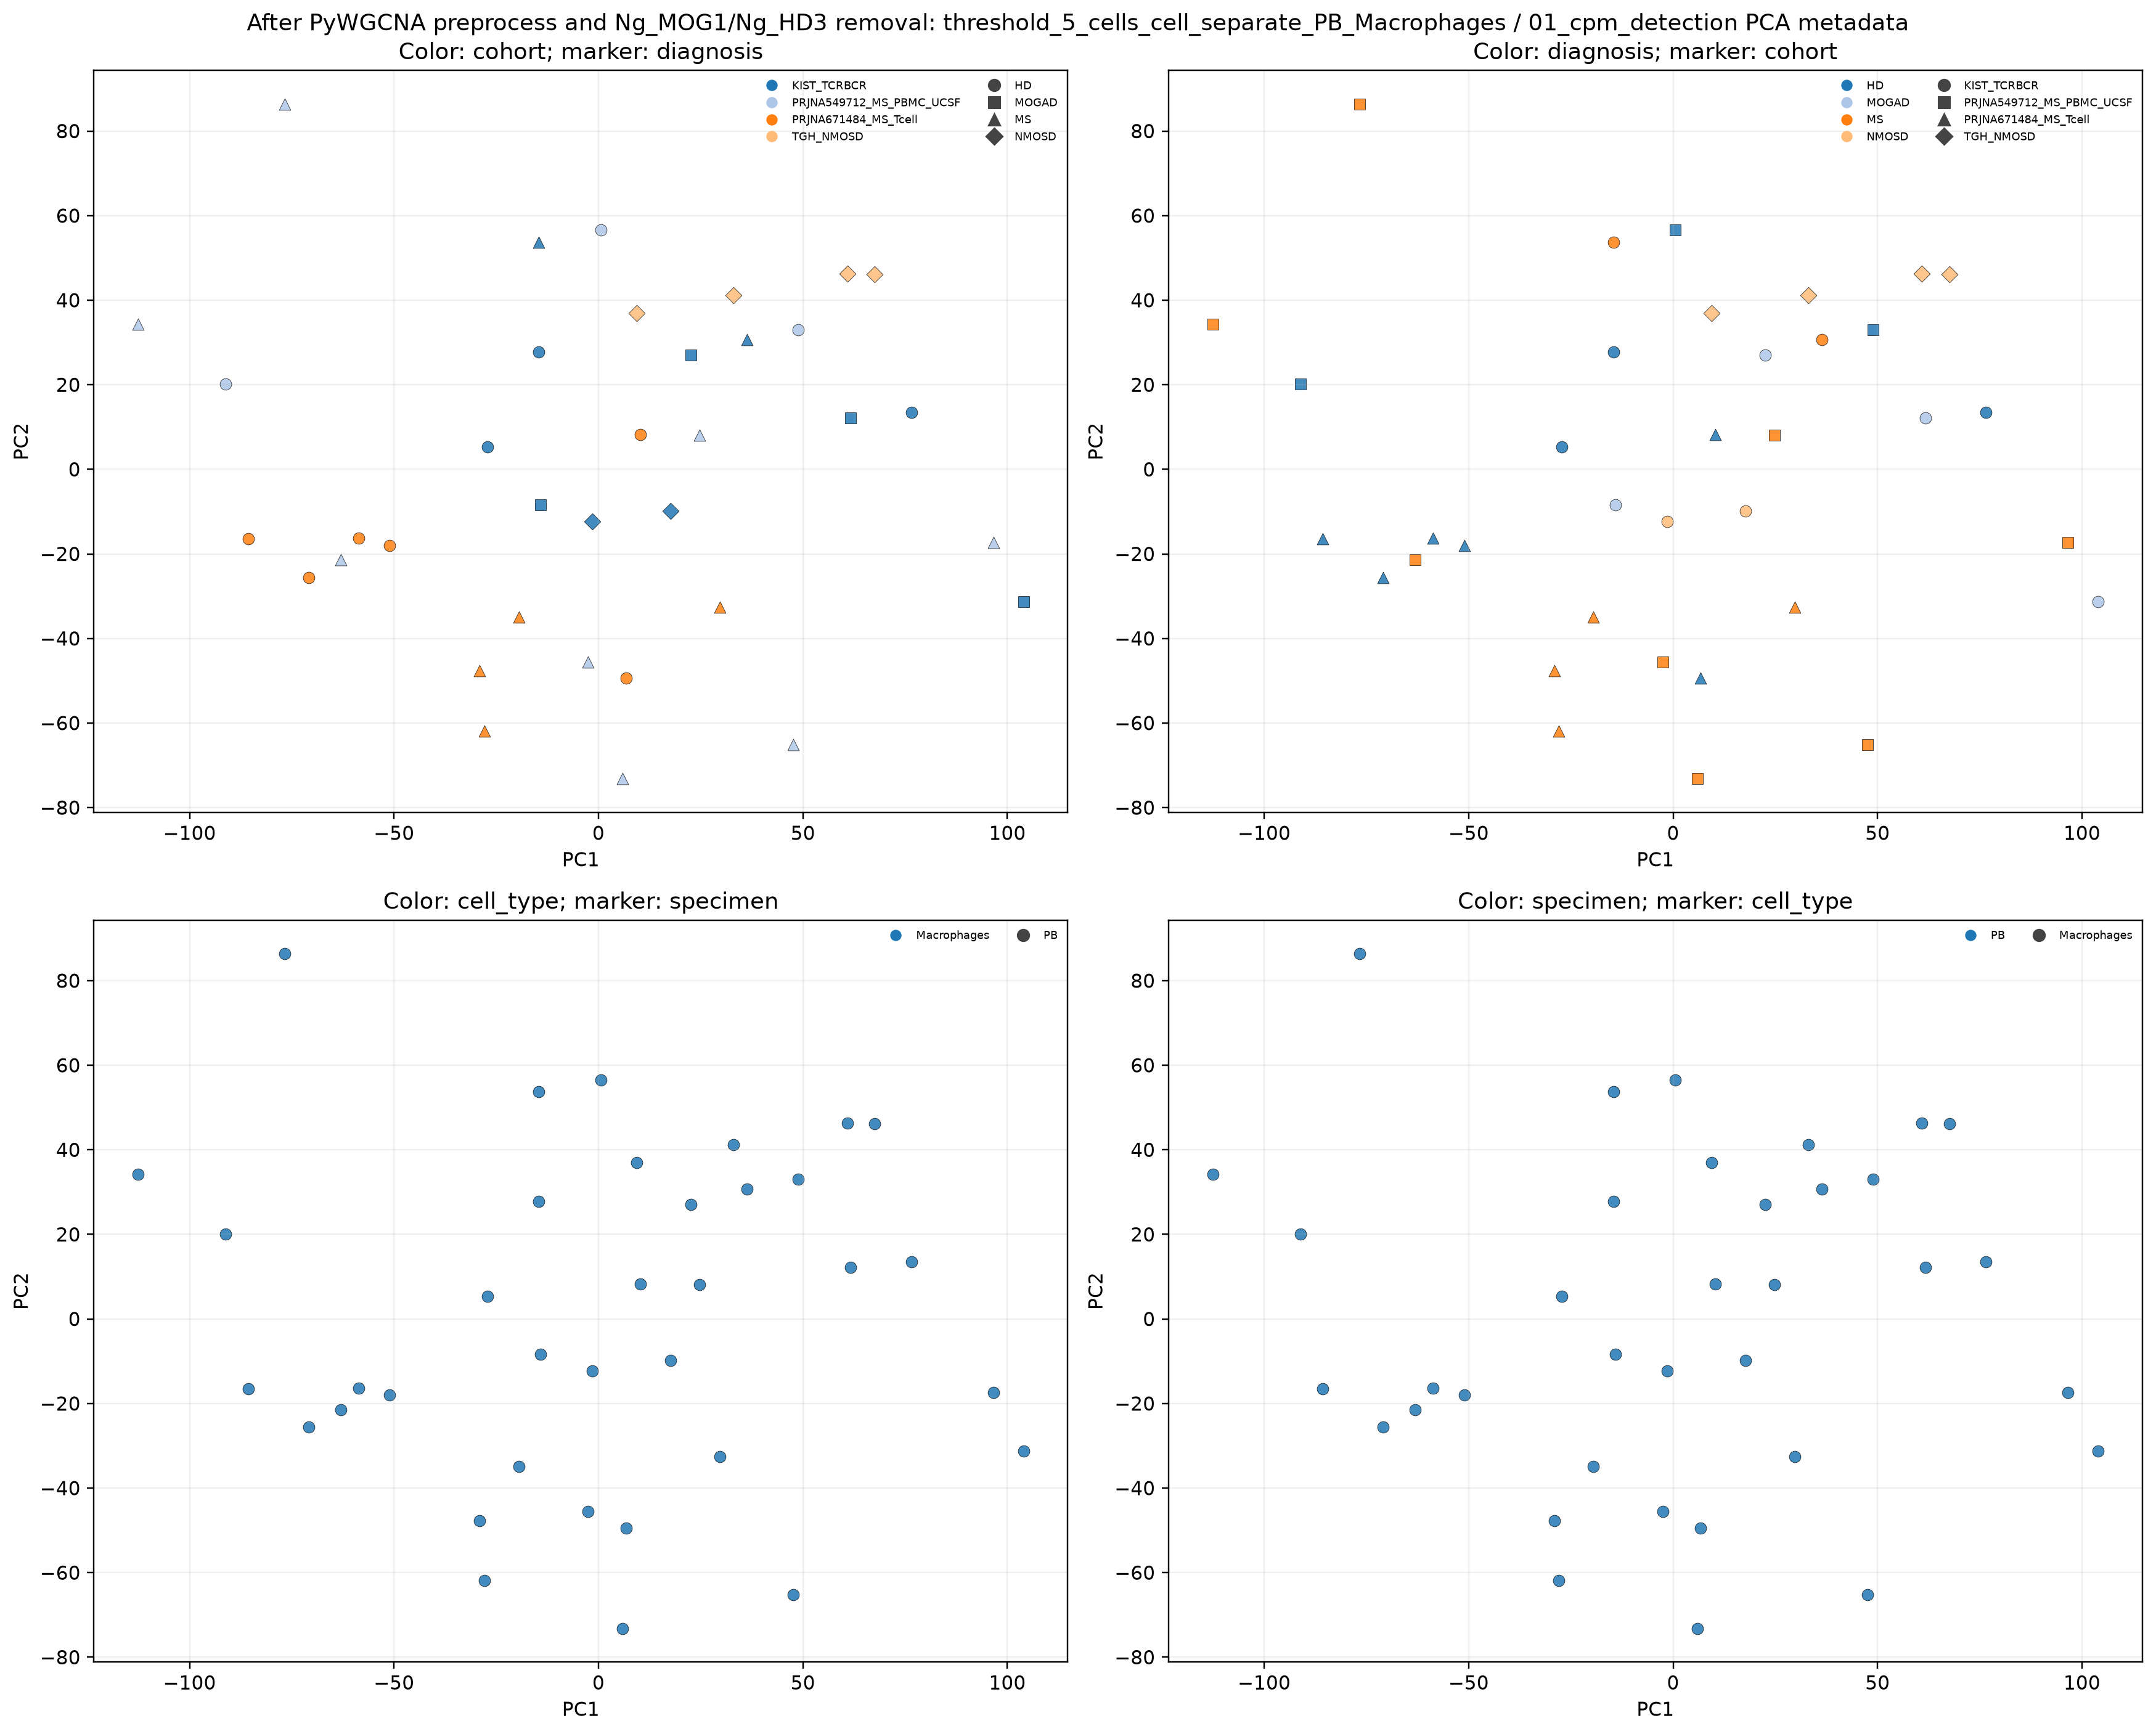 After PyWGCNA preprocess and Ng_MOG1/Ng_HD3 removal: threshold_5_cells_cell_separate_PB_Macrophages / 01_cpm_detection PCA metadata
Color: cohort; marker: diagnosis
KIST_TCRBCR
PRJNA549712_MS_PBMC_UCSF
PRJNA671484_MS_Tcell
TGH_NMOSD
HD
MOGAD
MS
NMOSD
80
60
40
20
0
−20
−40
−60
−80
PC2
−100
−50
0
50
100
PC1
Color: diagnosis; marker: cohort
HD
MOGAD
MS
NMOSD
KIST_TCRBCR
PRJNA549712_MS_PBMC_UCSF
PRJNA671484_MS_Tcell
TGH_NMOSD
80
60
40
20
0
−20
−40
−60
−80
PC2
−100
−50
0
50
100
PC1
Color: cell_type; marker: specimen
Macrophages
PB
80
60
40
20
0
−20
−40
−60
−80
PC2
−100
−50
0
50
100
PC1
Color: specimen; marker: cell_type
PB
Macrophages
80
60
40
20
0
−20
−40
−60
−80
PC2
−100
−50
0
50
100
PC1